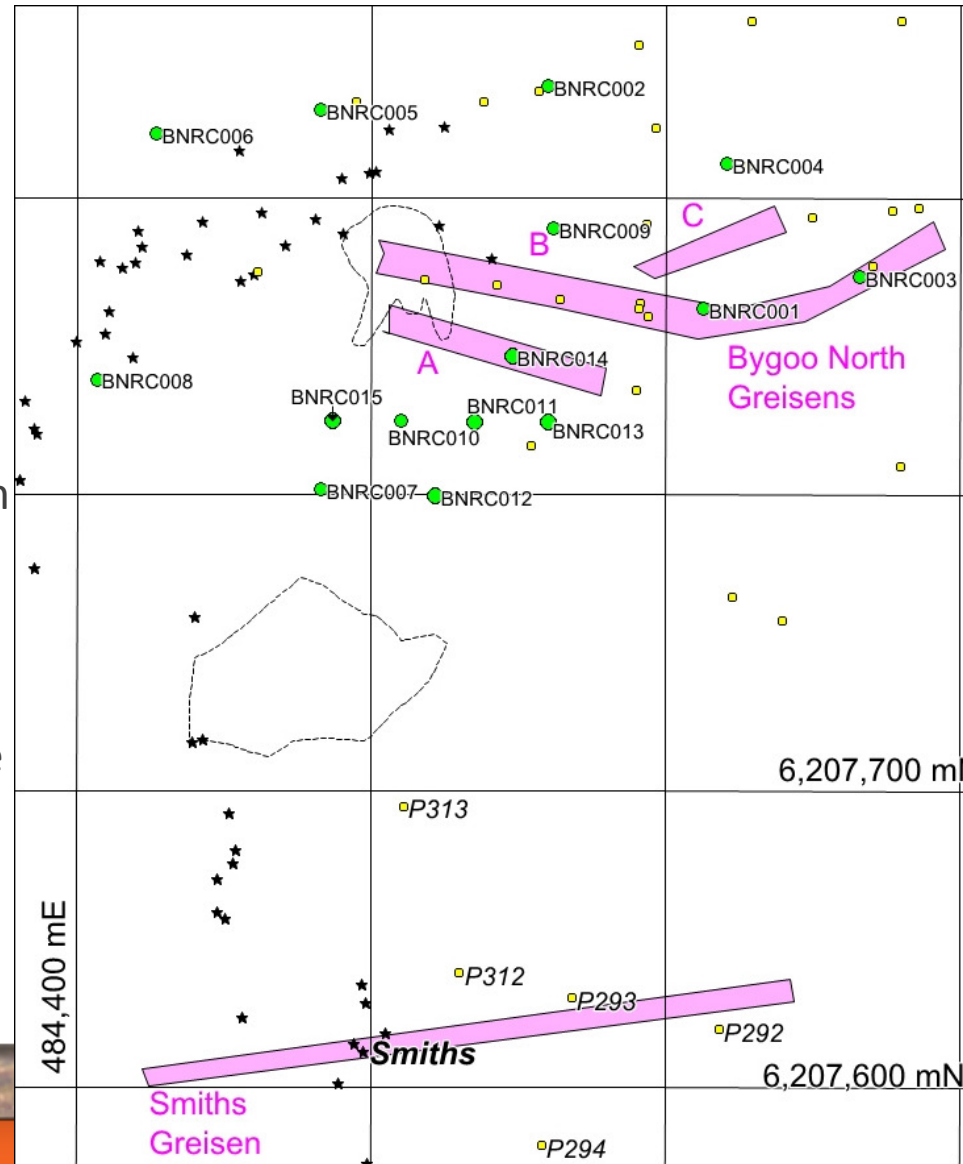 BNRC002
BNRC005
BNRC006
BNRC004
C
BNRC009
B
BNRC003
BNRC001
Bygoo North
Greisens
BNRC014
A
BNRC008
BNRC015
BNRC011
BNRC010
BNRC013
BNRC007
BNRC012
n
e
6,207,700 m
P313
484,400 mE
P312
P293
P292
Smiths
6,207,600 mN
Smiths
Greisen
P294